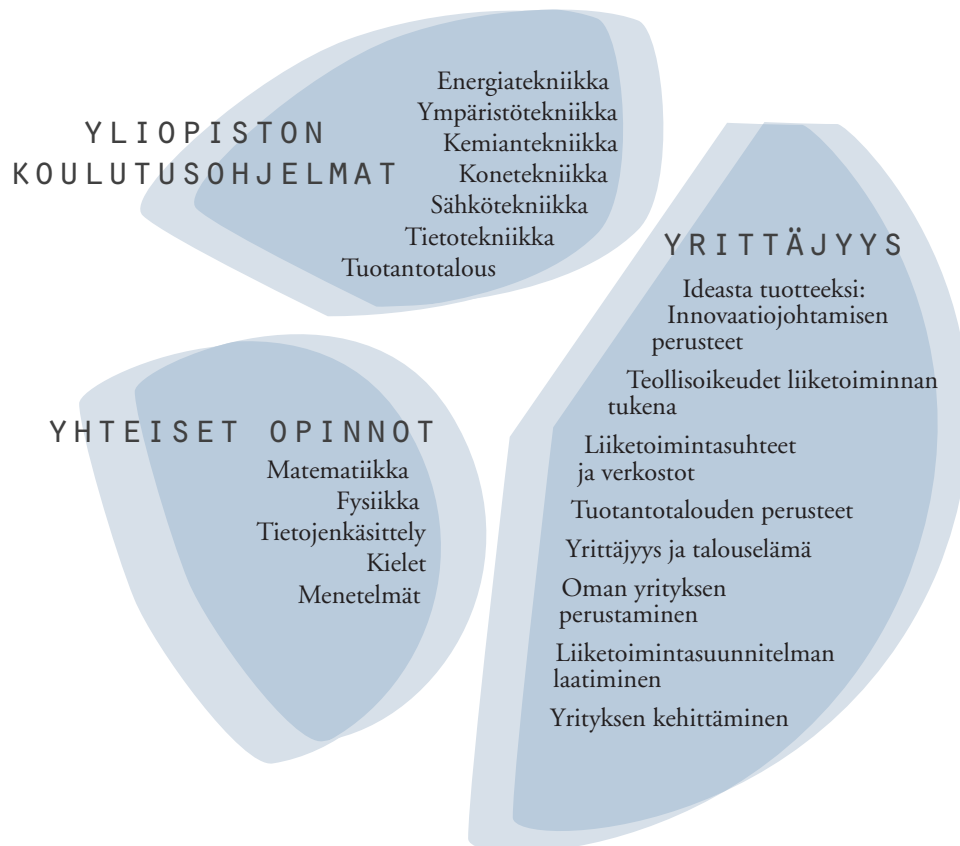 YLIOPISTON
KOULUTUSOHJELMAT
Energiatekniikka
Ympäristötekniikka
Kemiantekniikka
Konetekniikka
Sähkötekniikka
Tietotekniikka
Tuotantotalous
YHTEISET OPINNOT
Matematiikka
Fysiikka
Tietojenkäsittely
Kielet
Menetelmät
YRITTÄJYYS
Ideasta tuotteeksi:
Innovaatiojohtamisen
perusteet
Teollisoikeudet liiketoiminnan
tukena
Liiketoimintasuhteet
ja verkostot
Tuotantotalouden perusteet
Yrittäjyys ja talouselämä
Oman yrityksen
perustaminen
Liiketoimintasuunnitelman
laatiminen
Yrityksen kehittäminen